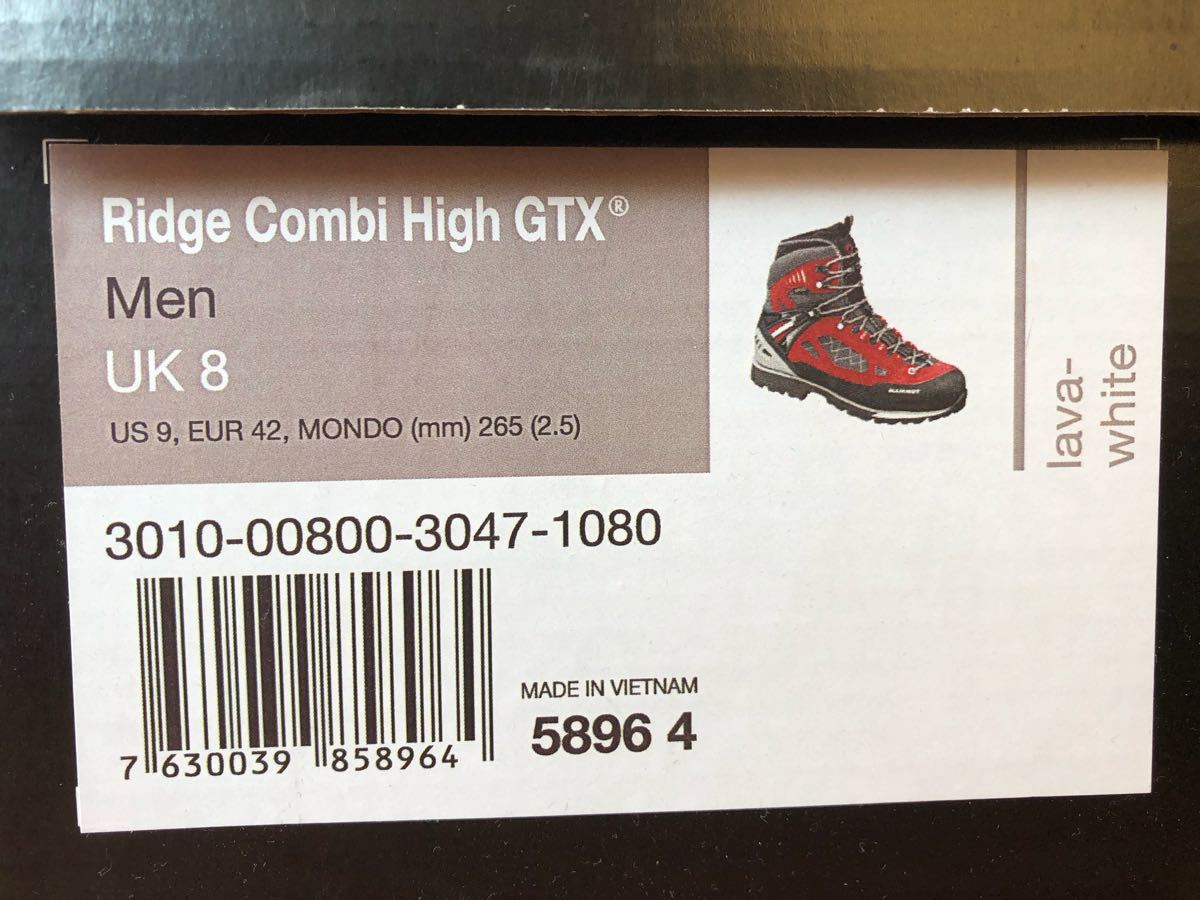 Ridge Combi High GTX®
Men
UK 8
US 9, EUR 42, MONDO (mm) 265 (2.5)
MAMMUT
lava-
white
3010-00800-3047-1080
MADE IN VIETNAM
5896 4
7 630039 858964